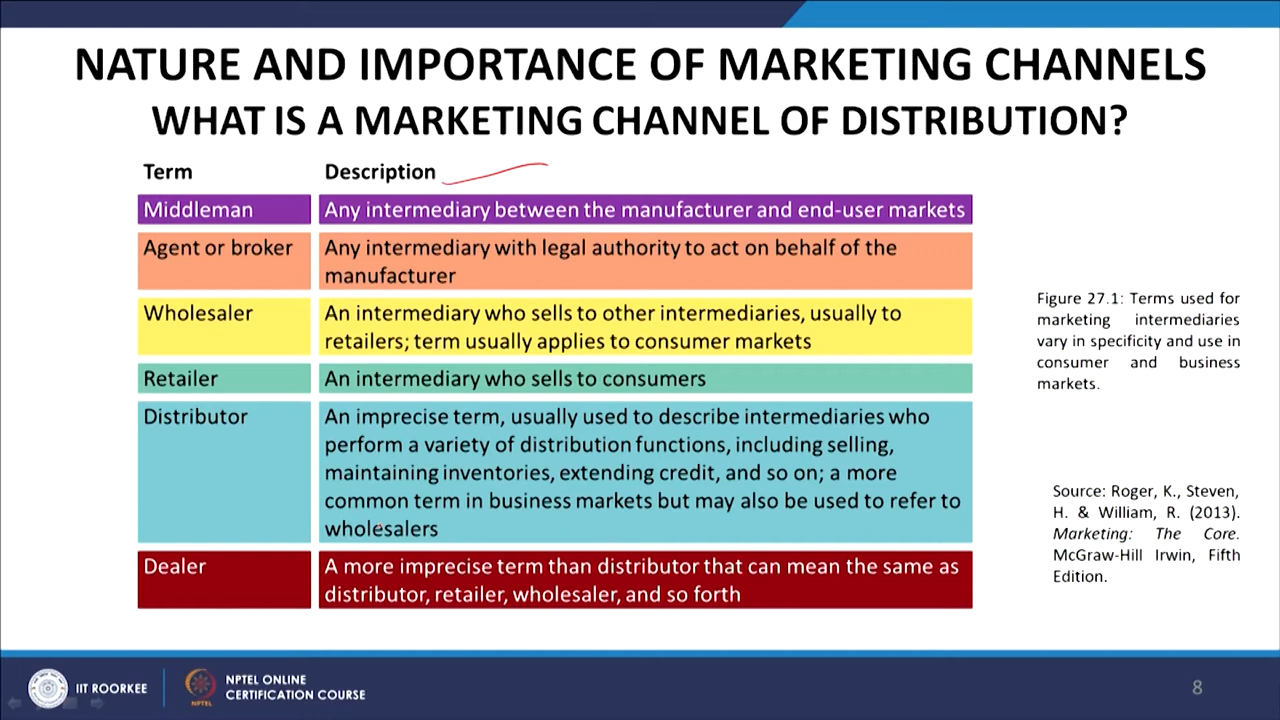 NATURE AND IMPORTANCE OF MARKETING CHANNELS
WHAT IS A MARKETING CHANNEL OF DISTRIBUTION?
Term Description
Middleman Any intermediary between the manufacturer and end-user markets
Agent or broker Any intermediary with legal authority to act on behalf of the
manufacturer
Wholesaler An intermediary who sells to other intermediaries, usually to
retailers; term usually applies to consumer markets
Retailer An intermediary who sells to consumers
Distributor An imprecise term, usually used to describe intermediaries who
perform a variety of distribution functions, including selling,
maintaining inventories, extending credit, and so on; a more
common term in business markets but may also be used to refer to
wholesalers
Dealer A more imprecise term than distributor that can mean the same as
distributor, retailer, wholesaler, and so forth
Figure 27.1: Terms used for
marketing intermediaries
vary in specificity and use in
consumer and business
markets.
Source: Roger, K., Steven,
H. & William, R. (2013).
Marketing: The Core.
McGraw-Hill Irwin, Fifth
Edition.
IIT ROORKEE
NPTEL
NPTEL ONLINE
CERTIFICATION COURSE
8